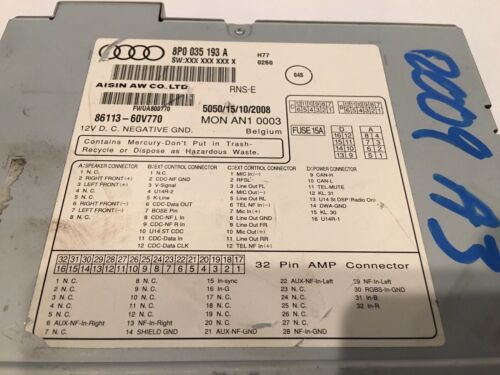 8P0 035 193 A
SW:XXX XXX XXX X
H77
0260
04S
AISIN AW CO.LTD
RNS-E
FWUA800770
5050/15/10/2008
86113-60V770
MON AN1 0003
12V D. C. NEGATIVE GND.
Belgium
Contains Mercury-Don't Put in Trash-
Recycle or Dispose as Hazardous Waste.
FUSE 15A
D A
A:SPEAKER CONNECTOR
1 N.C.
2 RIGHT FRONT(+)
3 LEFT FRONT(+)
4 N.C.
5 N.C.
6 RIGHT FRONT(-)
7 LEFT FRONT(-)
8 N.C.
B:EXT CONTROL CONNECTOR
1 N.C.
2 N.C.
3 V-Signal
4 U14R-2
5 K-Line
6 CDC-Data OUT
7 BOSE Pin
8 CDC-NF.L In
9 CDC-NF R In
10 U14 ST CDC
11 CDC-Data In
12 CDC-Data CLK
C:EXT CONTROL CONNECTOR
1 MIC In(-)
2 RFSL
3 Line Out FL
4 Line Out RL
5 Line Out FL
6 TEL NF In(-)
7 MIC In(+)
8 MIC In(+)
9 Line Out FR
10 Line Out RR
11 Line Out FR
12 TEL NF In(+)
D:POWER CONNECTOR
9 CAN-H
10 CAN-L
11 TEL-MUTE
12 KL. 31
13 U14 St DSP (Radio On)
14 DWA-GND
15 KL. 30
16 U14R-1
32 31 30 29 28 27 26 25 24 23 22 21 20 19 18 17
16 15 14 13 12 11 10 9 8 7 6 5 4 3 2 1
32 Pin AMP Connector
1 N.C.
2 N.C.
3 N.C.
4 N.C.
5 N.C.
6 AUX-NF-In-Right
7 N.C.
8 N.C.
9 N.C.
10 N.C.
11 N.C.
12 N.C.
13 NF-In-Right
14 SHIELD GND
15 In-sync
16 In-G
17 N.C.
18 N.C.
19 N.C.
20 N.C.
21 AUX-NF-GND
22 AUX-NF-In-Left
23 N.C.
24 N.C.
25 N.C.
26 N.C.
27 N.C.
28 NF-In-GND
29 NF-In-Left
30 RGBS-In-GND
31 In-B
32 In-R
2009 A3